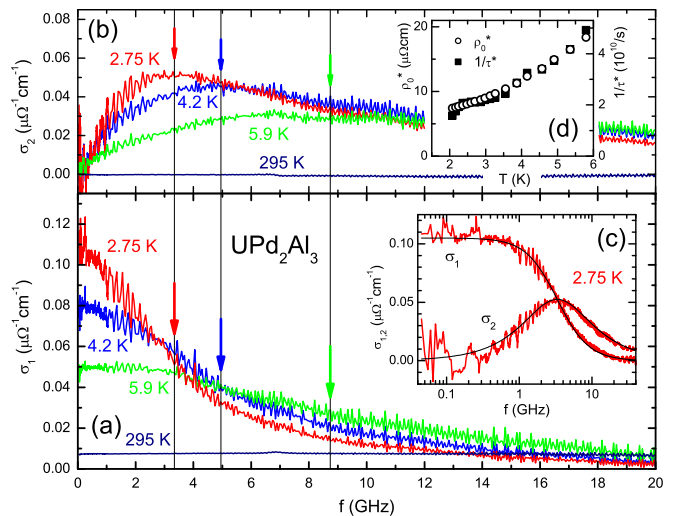 (b)
2.75 K
4.2 K
5.9 K
295 K
σ₂ (μΩ⁻¹cm⁻¹)
0.08
0.06
0.04
0.02
0.00
ρ₀* (μΩcm)
20
10
0
ρ₀*
1/τ*
(d)
2 3 4 5 6
T (K)
4
2
0
1/τ* (10¹⁰/s)
UPd₂Al₃
(a)
2.75 K
4.2 K
5.9 K
295 K
σ₁ (μΩ⁻¹cm⁻¹)
0.12
0.10
0.08
0.06
0.04
0.02
0.00
0 2 4 6 8 10 12 14 16 18 20
f (GHz)
(c)
2.75 K
σ₁
σ₂
σ₁,₂ (μΩ⁻¹cm⁻¹)
0.10
0.05
0.00
0.1 1 10
f (GHz)